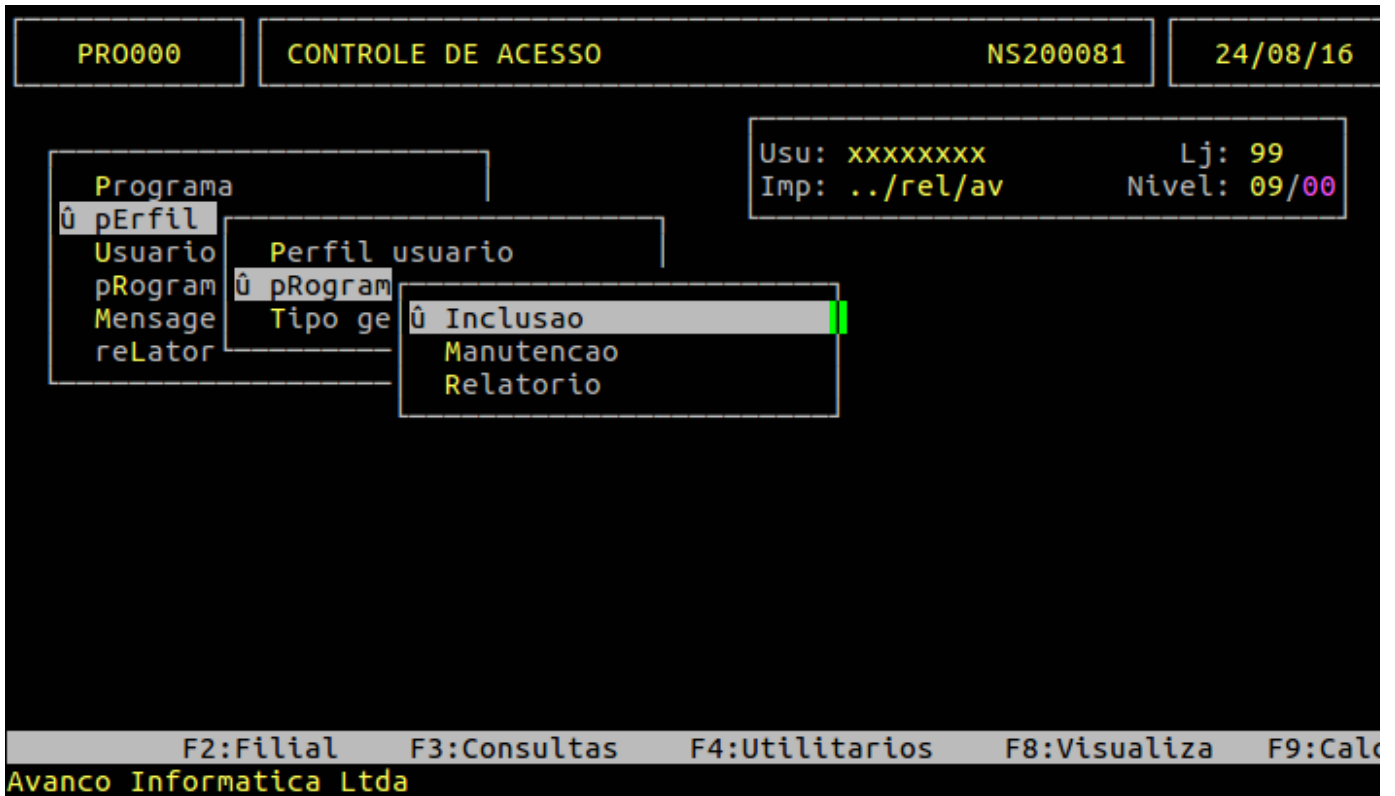 PRO000 CONTROLE DE ACESSO NS200081 24/08/16
Usu: xxxxxxxx Lj: 99
Imp: ../rel/av Nivel: 09/00
Programa
û pErfil
Usuario
pRogram
Mensage
reLator
Perfil usuario
û pRogram
Tipo ge
û Inclusao
Manutencao
Relatorio
F2:Filial F3:Consultas F4:Utilitarios F8:Visualiza F9:Calc
Avanco Informatica Ltda